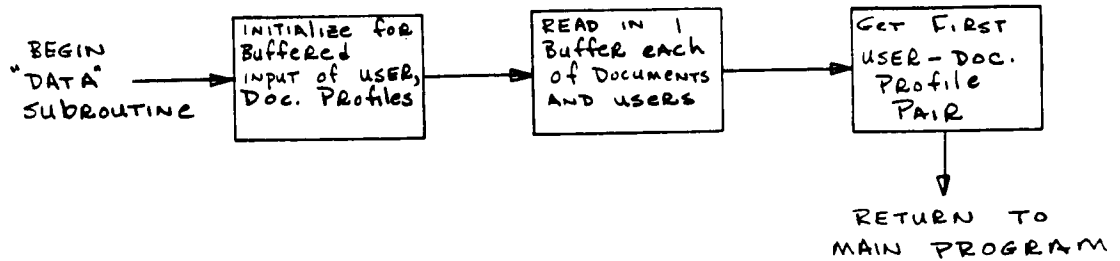 BEGIN
"DATA"
SUBROUTINE
INITIALIZE for
Buffered
INPUT of USER,
Doc. Profiles
READ IN 1
Buffer each
of Documents
AND users
GET FIRST
USER - DOC.
Profile
PAIR
RETURN TO
MAIN PROGRAM